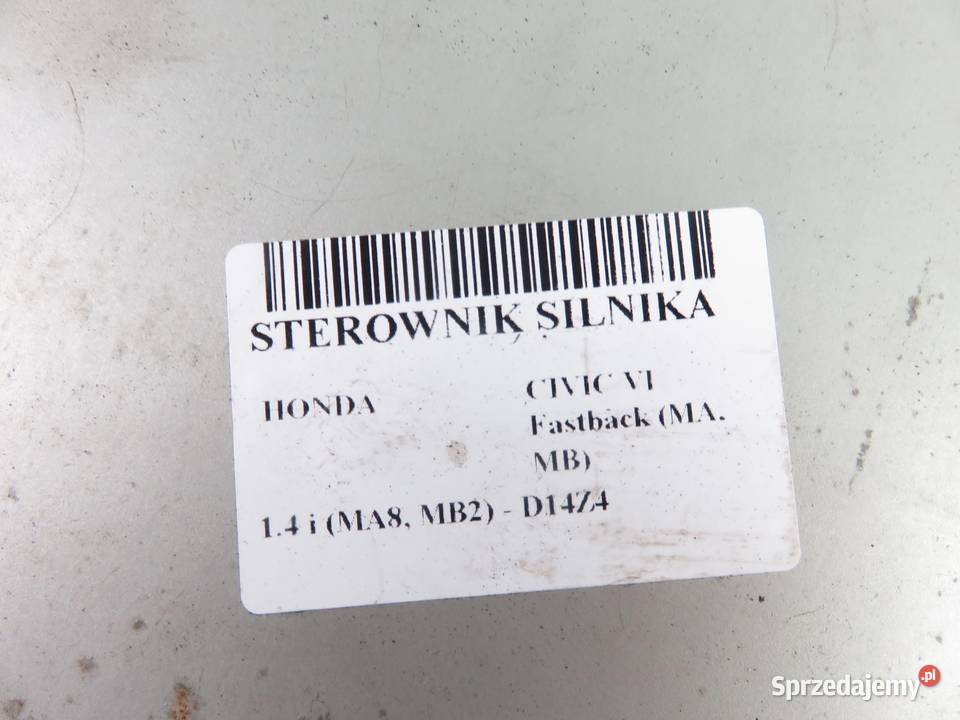 STEROWNIK SILNIKA
HONDA
CIVIC VI
Fastback (MA,
MB)
1.4 i (MA8, MB2) - D14Z4
Sprzedajemy.pl